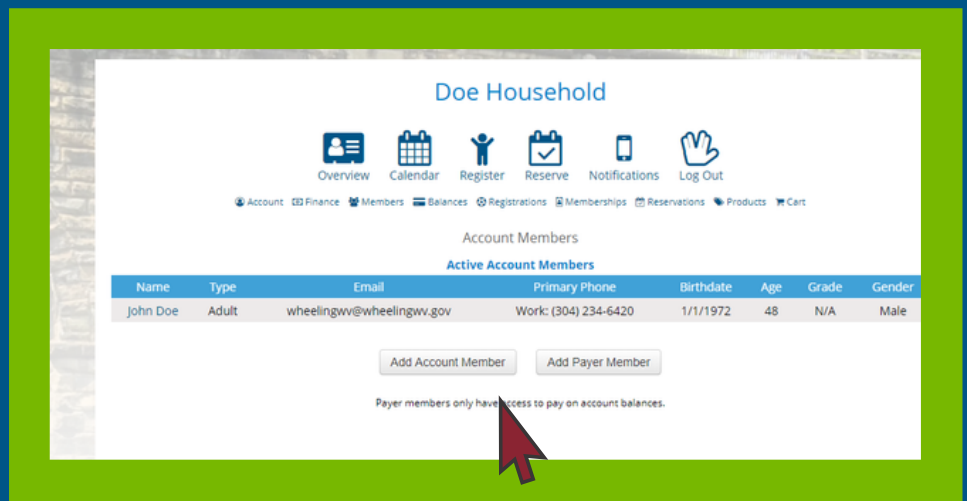 Doe Household
Overview Calendar Register Reserve Notifications Log Out
Account Finance Members Balances Registrations Memberships Reservations Products Cart
Account Members
Active Account Members
Name Type Email Primary Phone Birthdate Age Grade Gender
John Doe Adult wheelingwv@wheelingwv.gov Work: (304) 234-6420 1/1/1972 48 N/A Male
Add Account Member Add Payer Member
Payer members only have access to pay on account balances.